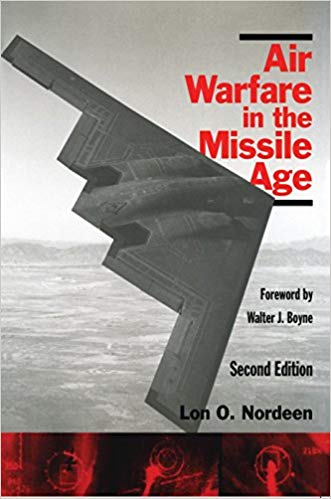 Air
Warfare
in the
Missile
Age
Foreword by
Walter J. Boyne
Second Edition
Lon O. Nordeen